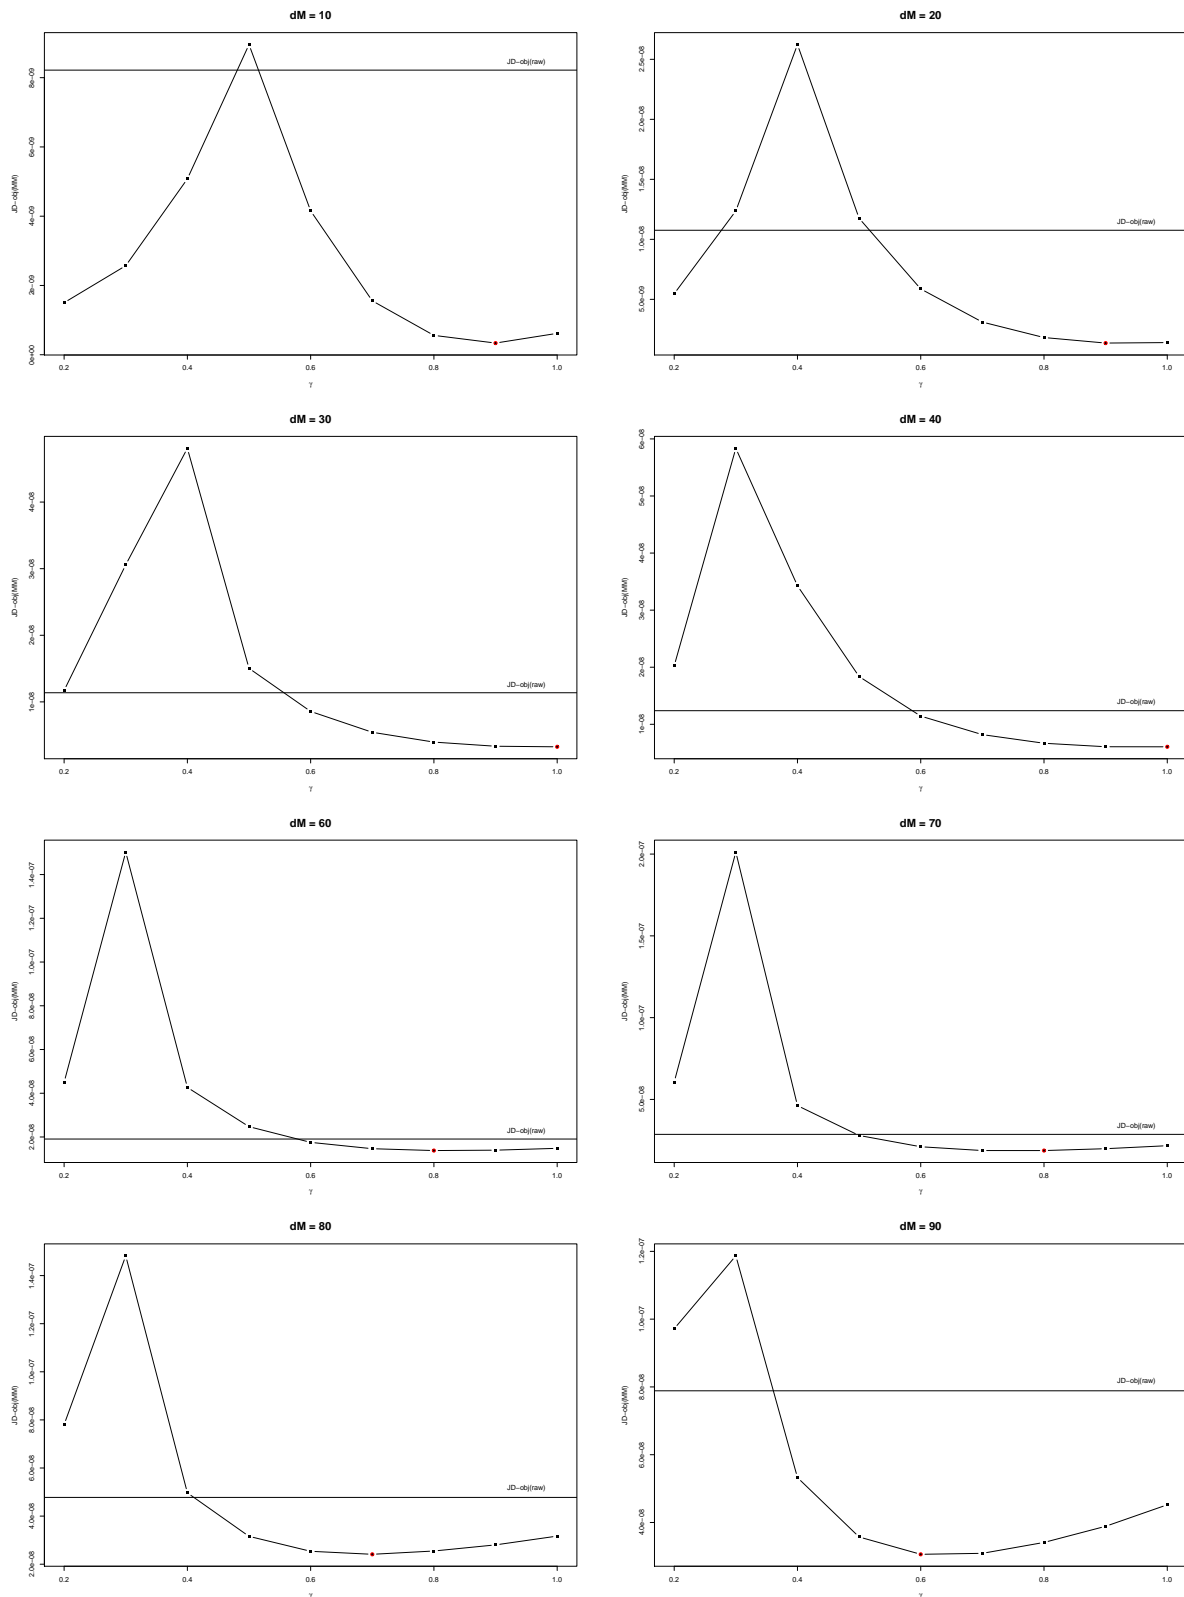 dM = 10
JD−obj(MM)
8e−09
6e−09
4e−09
2e−09
0e+00
JD−obj(raw)
0.2 0.4 0.6 0.8 1.0
γ
dM = 20
JD−obj(MM)
2.5e−08
2.0e−08
1.5e−08
1.0e−08
5.0e−09
JD−obj(raw)
0.2 0.4 0.6 0.8 1.0
γ
dM = 30
JD−obj(MM)
4e−08
3e−08
2e−08
1e−08
JD−obj(raw)
0.2 0.4 0.6 0.8 1.0
γ
dM = 40
JD−obj(MM)
6e−08
5e−08
4e−08
3e−08
2e−08
1e−08
JD−obj(raw)
0.2 0.4 0.6 0.8 1.0
γ
dM = 60
JD−obj(MM)
1.4e−07
1.2e−07
1.0e−07
8.0e−08
6.0e−08
4.0e−08
2.0e−08
JD−obj(raw)
0.2 0.4 0.6 0.8 1.0
γ
dM = 70
JD−obj(MM)
2.0e−07
1.5e−07
1.0e−07
5.0e−08
JD−obj(raw)
0.2 0.4 0.6 0.8 1.0
γ
dM = 80
JD−obj(MM)
1.4e−07
1.2e−07
1.0e−07
8.0e−08
6.0e−08
4.0e−08
2.0e−08
JD−obj(raw)
0.2 0.4 0.6 0.8 1.0
γ
dM = 90
JD−obj(MM)
1.2e−07
1.0e−07
8.0e−08
6.0e−08
4.0e−08
JD−obj(raw)
0.2 0.4 0.6 0.8 1.0
γ